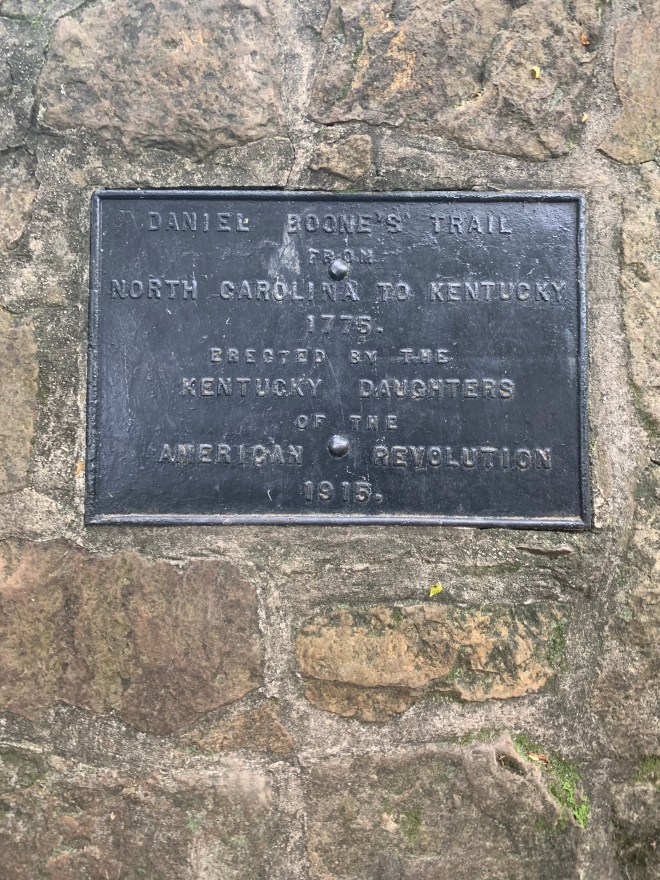 DANIEL BOONE'S TRAIL
FROM
NORTH CAROLINA TO KENTUCKY
1775.
ERECTED BY THE
KENTUCKY DAUGHTERS
OF THE
AMERICAN REVOLUTION
1915.